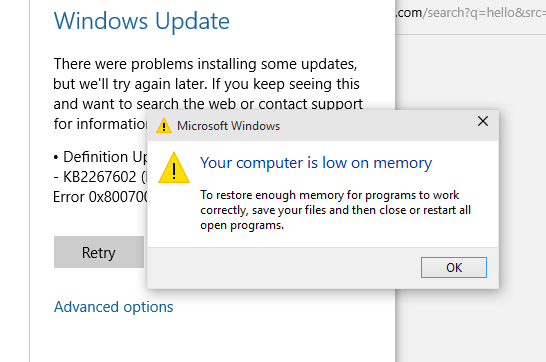 .com/search?q=hello&src=
Windows Update
There were problems installing some updates,
but we'll try again later. If you keep seeing this
and want to search the web or contact support
for information
• Definition Up
- KB2267602 (
Error 0x80070
Retry
Advanced options
Microsoft Windows
Your computer is low on memory
To restore enough memory for programs to work
correctly, save your files and then close or restart all
open programs.
OK